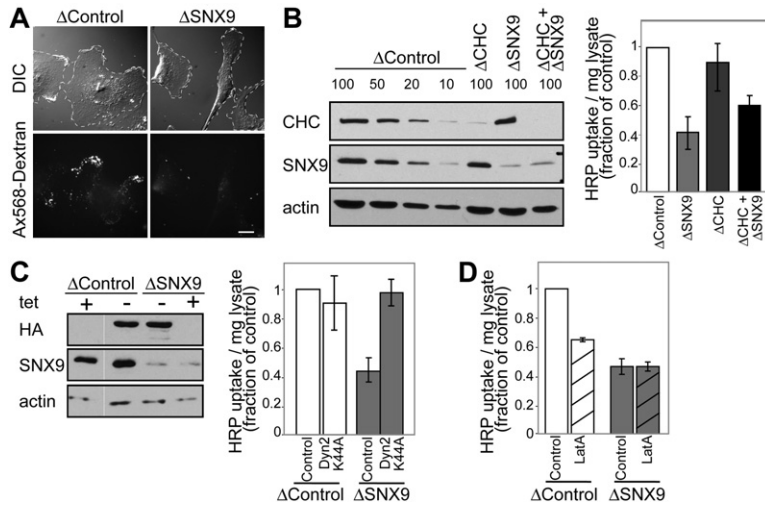 A
ΔControl ΔSNX9
DIC
Ax568-Dextran
B
ΔControl ΔCHC ΔSNX9 ΔCHC + ΔSNX9
100 50 20 10 100 100 100
CHC
SNX9
actin
HRP uptake / mg lysate
(fraction of control)
1
0.8
0.6
0.4
0.2
0
ΔControl
ΔSNX9
ΔCHC
ΔCHC +
ΔSNX9
C
ΔControl ΔSNX9
tet + - - +
HA
SNX9
actin
HRP uptake / mg lysate
(fraction of control)
1
0.8
0.6
0.4
0.2
0
Control
Dyn2
K44A
Control
Dyn2
K44A
ΔControl ΔSNX9
D
HRP uptake / mg lysate
(fraction of control)
1
0.8
0.6
0.4
0.2
0
Control
LatA
Control
LatA
ΔControl ΔSNX9